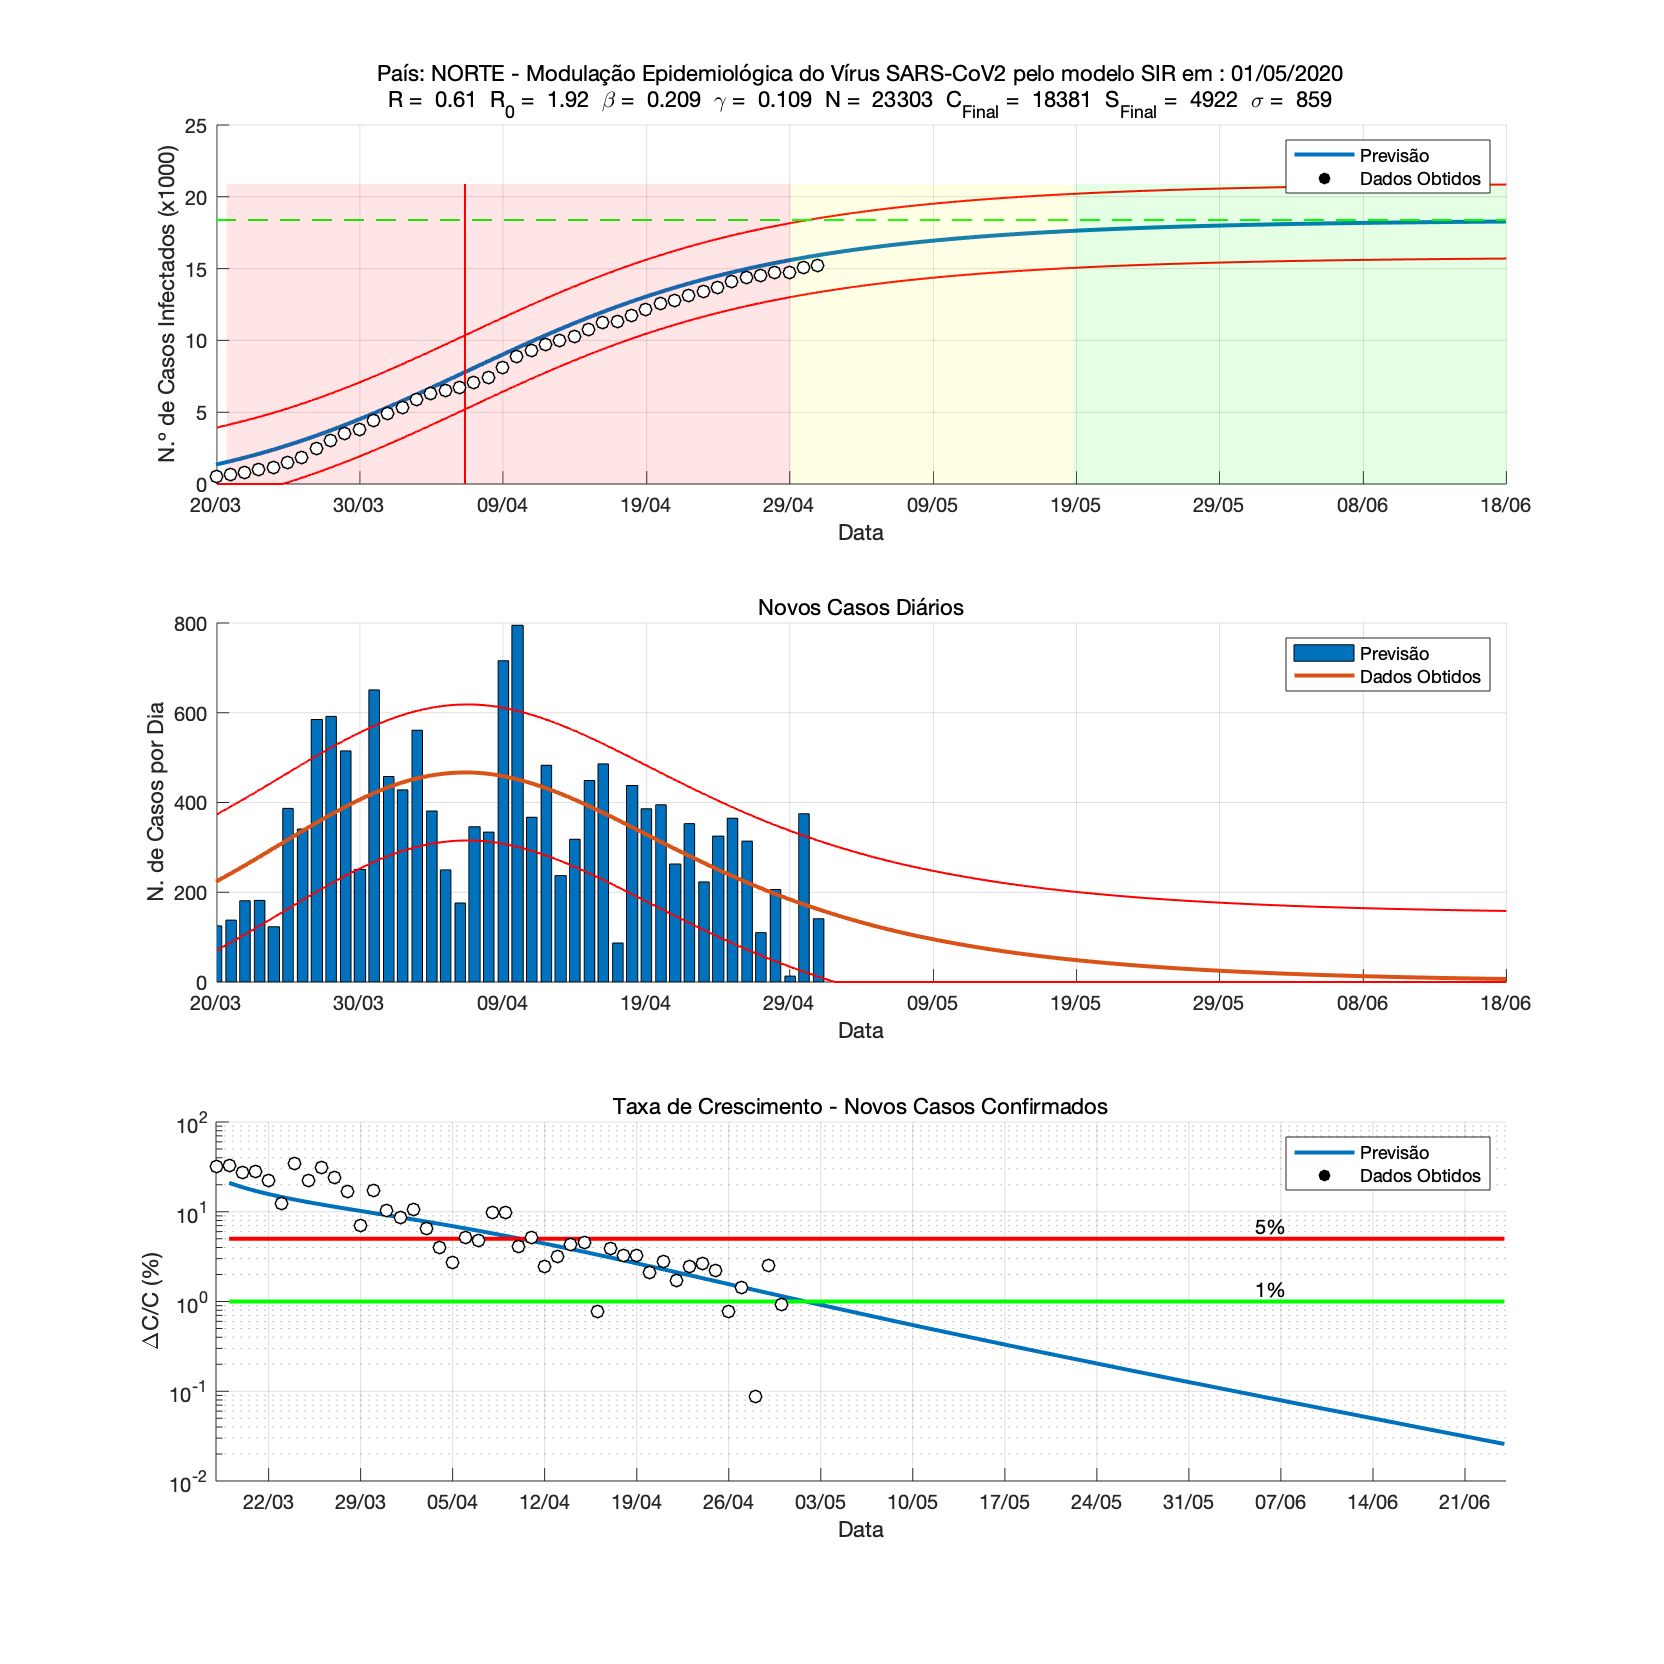 País: NORTE - Modulação Epidemiológica do Vírus SARS-CoV2 pelo modelo SIR em : 01/05/2020
R = 0.61 R0 = 1.92 β = 0.209 γ = 0.109 N = 23303 CFinal = 18381 SFinal = 4922 σ = 859
N.º de Casos Infectados (x1000)
25
20
15
10
5
0
Previsão
Dados Obtidos
20/03 30/03 09/04 19/04 29/04 09/05 19/05 29/05 08/06 18/06
Data
Novos Casos Diários
N. de Casos por Dia
800
600
400
200
0
Previsão
Dados Obtidos
20/03 30/03 09/04 19/04 29/04 09/05 19/05 29/05 08/06 18/06
Data
Taxa de Crescimento - Novos Casos Confirmados
ΔC/C (%)
10^2
10^1
10^0
10^-1
10^-2
Previsão
Dados Obtidos
5%
1%
22/03 29/03 05/04 12/04 19/04 26/04 03/05 10/05 17/05 24/05 31/05 07/06 14/06 21/06
Data